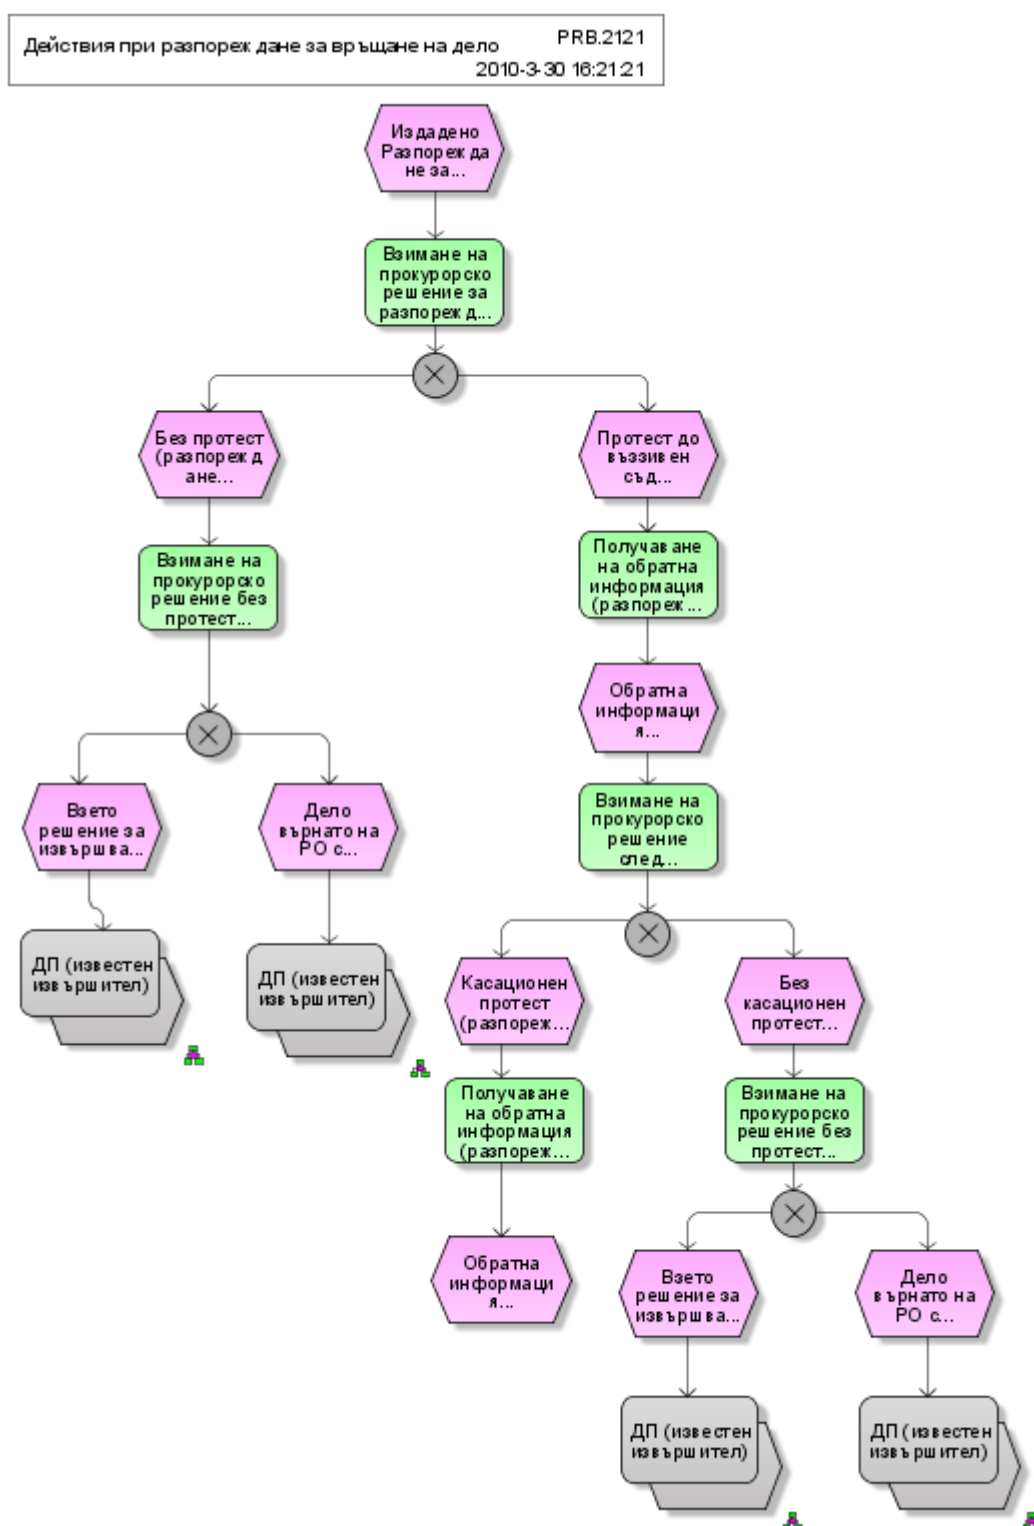 Действия при разпореждане за връщане на дело
PRB.2121
2010-3-30 16:21:21
Издадено
Разпорежда
не за...
Взимане на
прокурорско
решение за
разпорежд...
Без протест
(разпорежд
ане...
Протест до
въззивен
съд...
Взимане на
прокурорско
решение без
протест...
Получаване
на обратна
информация
(разпореж...
Обратна
информаци
я...
Взето
решение за
извършва...
Дело
върнато на
РО с...
Взимане на
прокурорско
решение
след...
ДП (известен
извършител)
ДП (известен
извършител)
Касационен
протест
(разпореж...
Без
касационен
протест...
Получаване
на обратна
информация
(разпореж...
Взимане на
прокурорско
решение без
протест...
Обратна
информаци
я...
Взето
решение за
извършва...
Дело
върнато на
РО с...
ДП (известен
извършител)
ДП (известен
извършител)